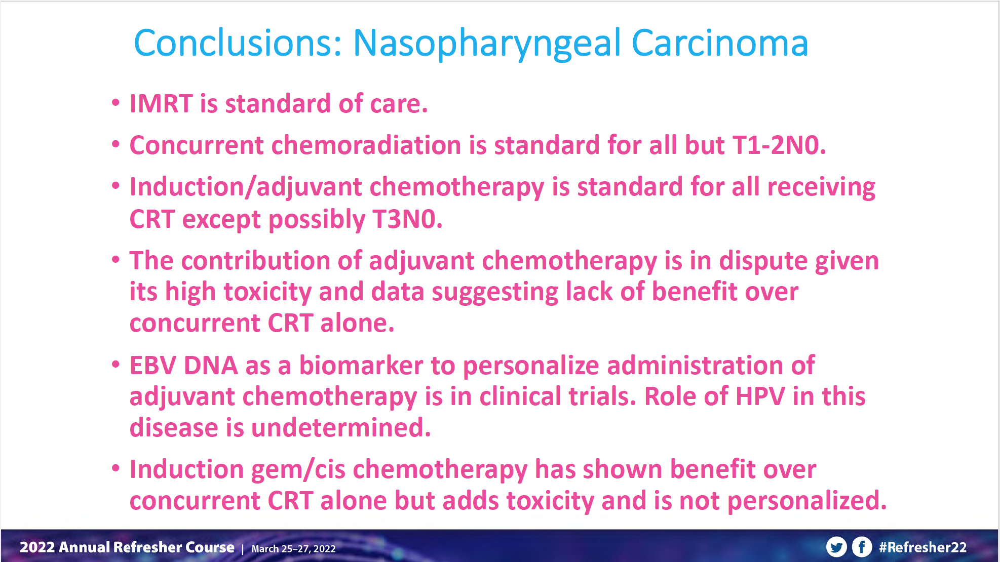 Conclusions: Nasopharyngeal Carcinoma
• IMRT is standard of care.
• Concurrent chemoradiation is standard for all but T1-2N0.
• Induction/adjuvant chemotherapy is standard for all receiving
CRT except possibly T3N0.
• The contribution of adjuvant chemotherapy is in dispute given
its high toxicity and data suggesting lack of benefit over
concurrent CRT alone.
• EBV DNA as a biomarker to personalize administration of
adjuvant chemotherapy is in clinical trials. Role of HPV in this
disease is undetermined.
• Induction gem/cis chemotherapy has shown benefit over
concurrent CRT alone but adds toxicity and is not personalized.
2022 Annual Refresher Course | March 25–27, 2022
#Refresher22